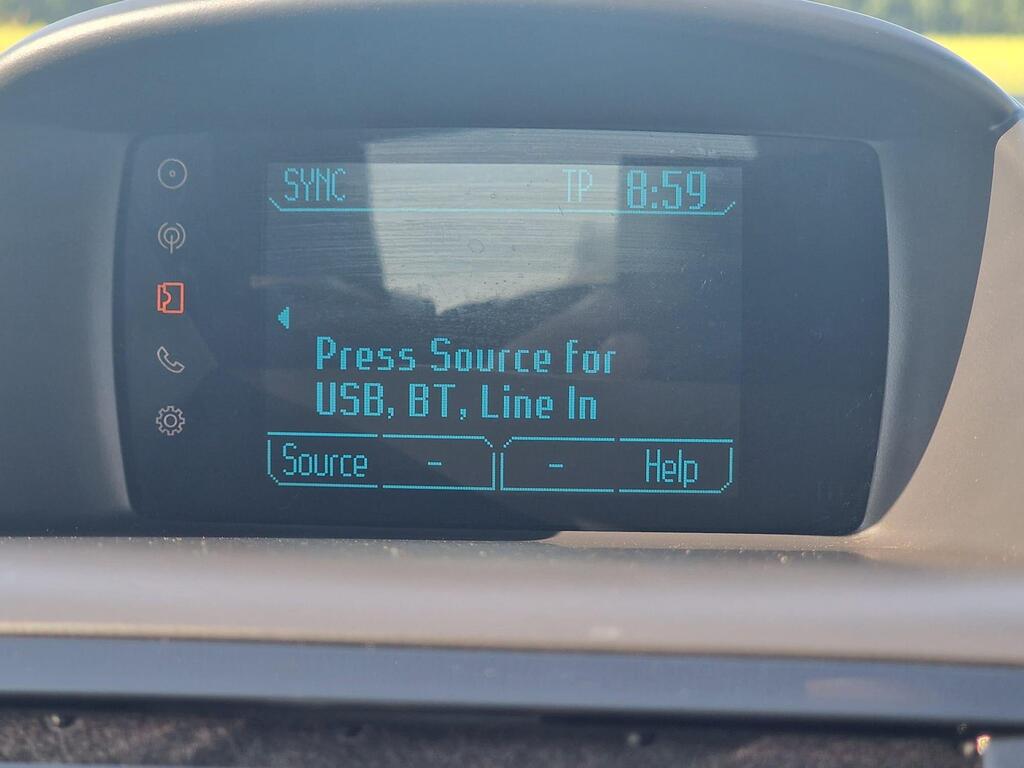 SYNC TP 8:59
Press Source for
USB, BT, Line In
Source - - Help